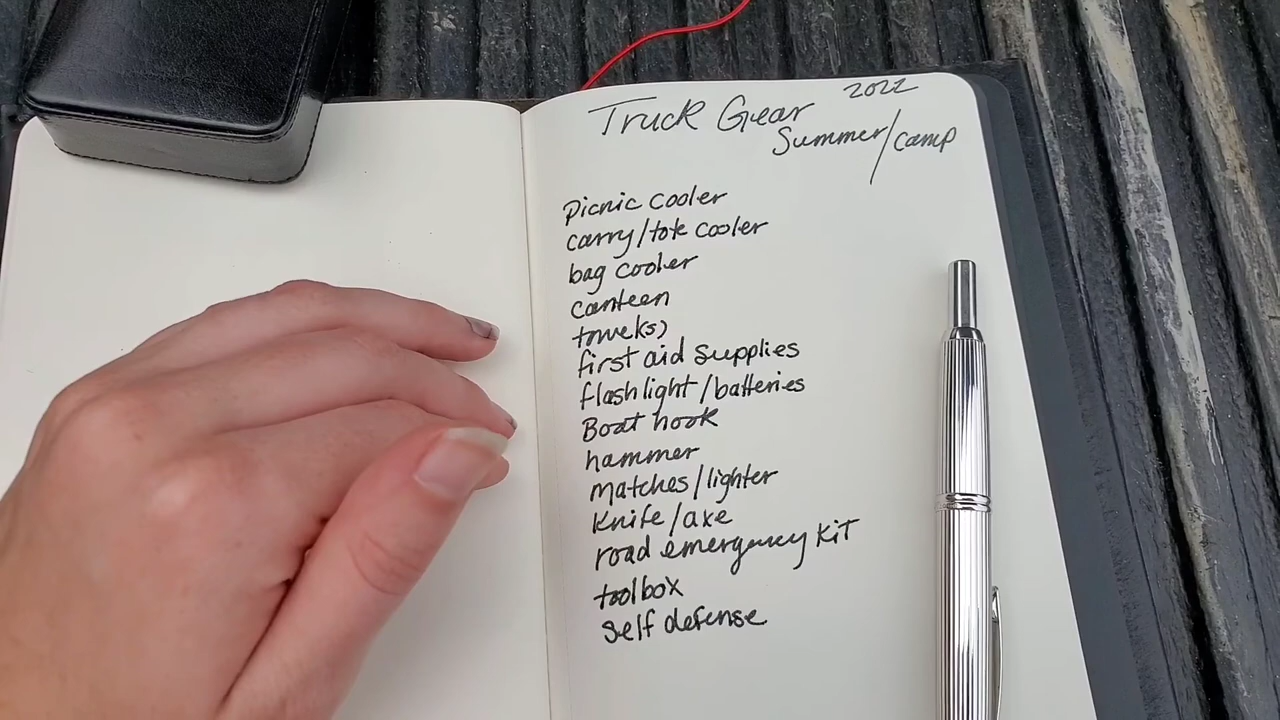 Truck Gear 2022
Summer/camp
Picnic cooler
carry/tote cooler
bag cooler
canteen
towel(s)
first aid supplies
flashlight/batteries
Boat hook
hammer
matches/lighter
Knife/axe
road emergency Kit
toolbox
self defense